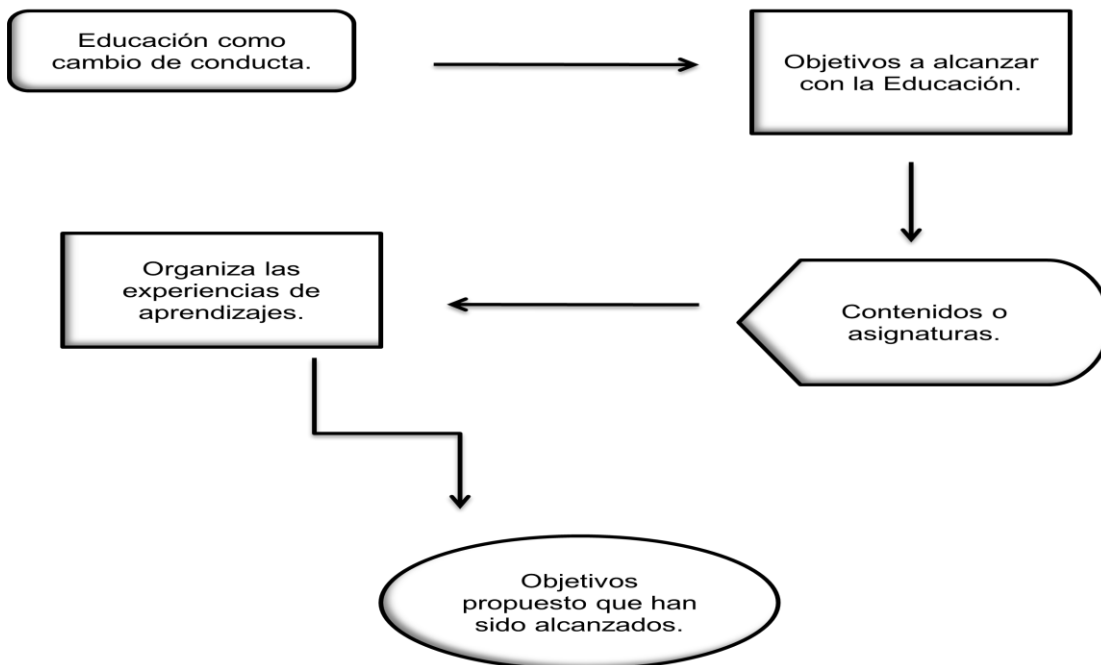 Educación como
cambio de conducta.
Objetivos a alcanzar
con la Educación.
Contenidos o
asignaturas.
Organiza las
experiencias de
aprendizajes.
Objetivos
propuesto que han
sido alcanzados.